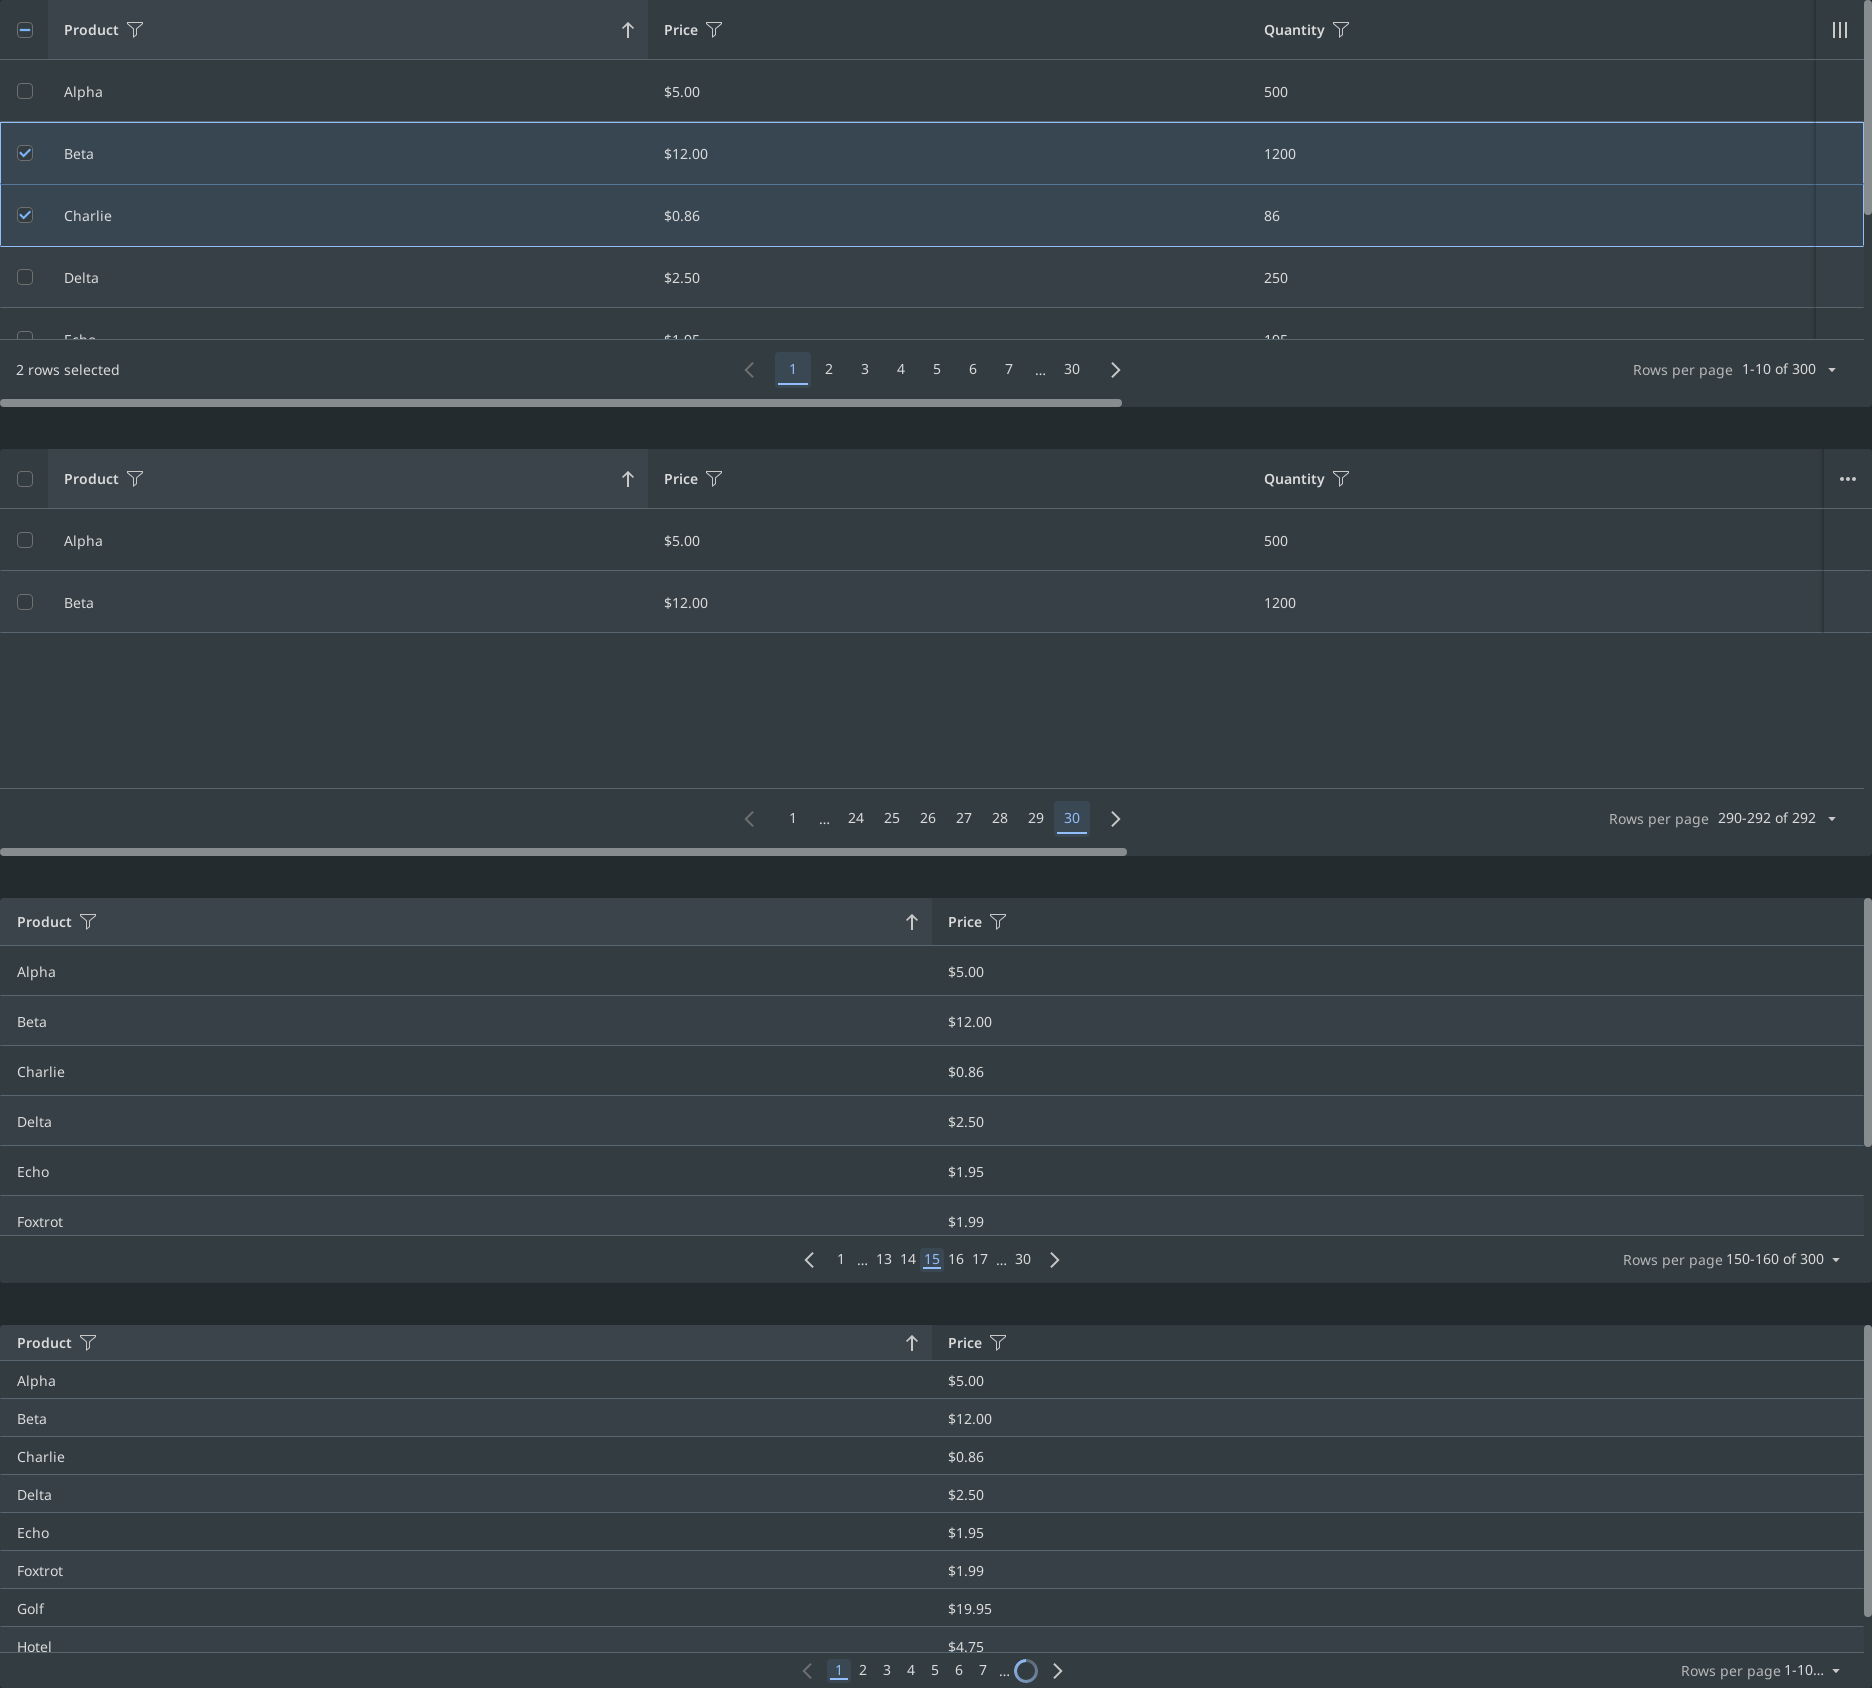 Product Price Quantity
Alpha $5.00 500
Beta $12.00 1200
Charlie $0.86 86
Delta $2.50 250
Echo $1.95 195
2 rows selected 1 2 3 4 5 6 7 ... 30 Rows per page 1-10 of 300
Product Price Quantity
Alpha $5.00 500
Beta $12.00 1200
1 ... 24 25 26 27 28 29 30 Rows per page 290-292 of 292
Product Price
Alpha $5.00
Beta $12.00
Charlie $0.86
Delta $2.50
Echo $1.95
Foxtrot $1.99
1 ... 13 14 15 16 17 ... 30 Rows per page 150-160 of 300
Product Price
Alpha $5.00
Beta $12.00
Charlie $0.86
Delta $2.50
Echo $1.95
Foxtrot $1.99
Golf $19.95
Hotel $4.75
1 2 3 4 5 6 7 ... Rows per page 1-10...